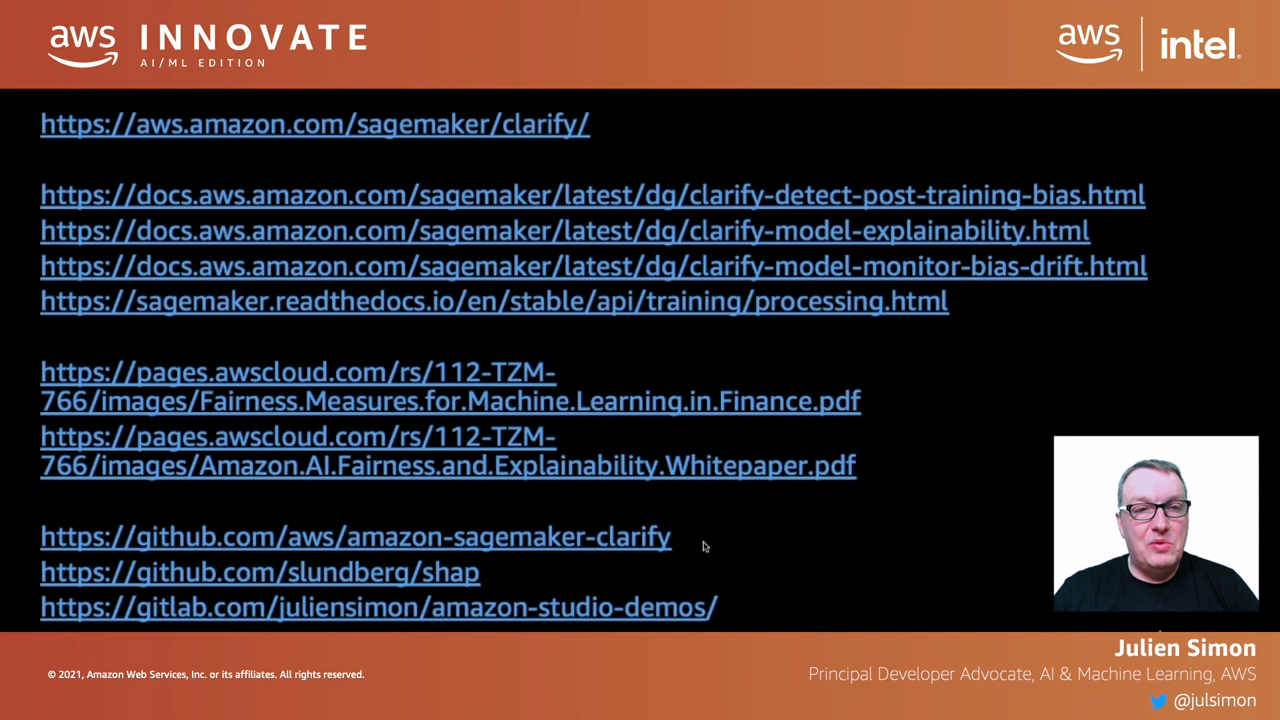 aws INNOVATE
AI/ML EDITION
aws intel.
https://aws.amazon.com/sagemaker/clarify/
https://docs.aws.amazon.com/sagemaker/latest/dg/clarify-detect-post-training-bias.html
https://docs.aws.amazon.com/sagemaker/latest/dg/clarify-model-explainability.html
https://docs.aws.amazon.com/sagemaker/latest/dg/clarify-model-monitor-bias-drift.html
https://sagemaker.readthedocs.io/en/stable/api/training/processing.html
https://pages.awscloud.com/rs/112-TZM-
766/images/Fairness.Measures.for.Machine.Learning.in.Finance.pdf
https://pages.awscloud.com/rs/112-TZM-
766/images/Amazon.AI.Fairness.and.Explainability.Whitepaper.pdf
https://github.com/aws/amazon-sagemaker-clarify
https://github.com/slundberg/shap
https://gitlab.com/juliensimon/amazon-studio-demos/
© 2021, Amazon Web Services, Inc. or its affiliates. All rights reserved.
Julien Simon
Principal Developer Advocate, AI & Machine Learning, AWS
@julsimon